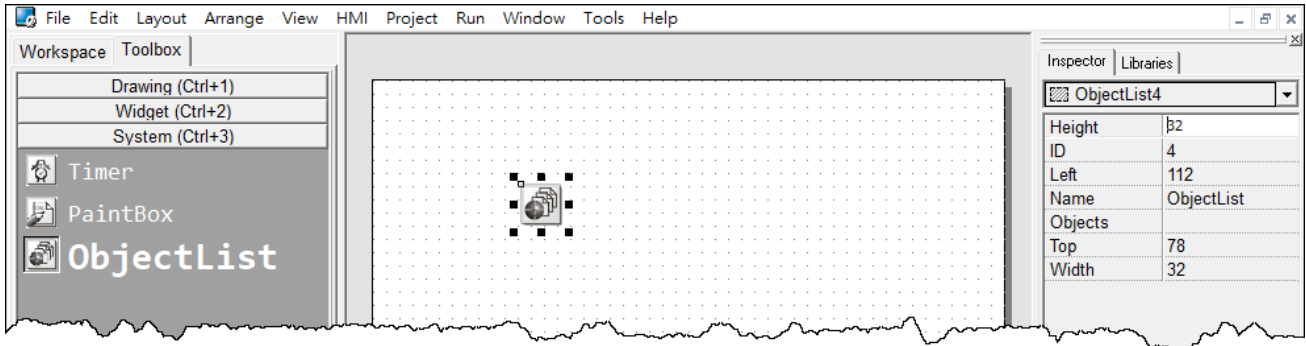 File Edit Layout Arrange View HMI Project Run Window Tools Help
Workspace Toolbox
Drawing (Ctrl+1)
Widget (Ctrl+2)
System (Ctrl+3)
Timer
PaintBox
ObjectList
Inspector Libraries
ObjectList4
Height 32
ID 4
Left 112
Name ObjectList
Objects
Top 78
Width 32